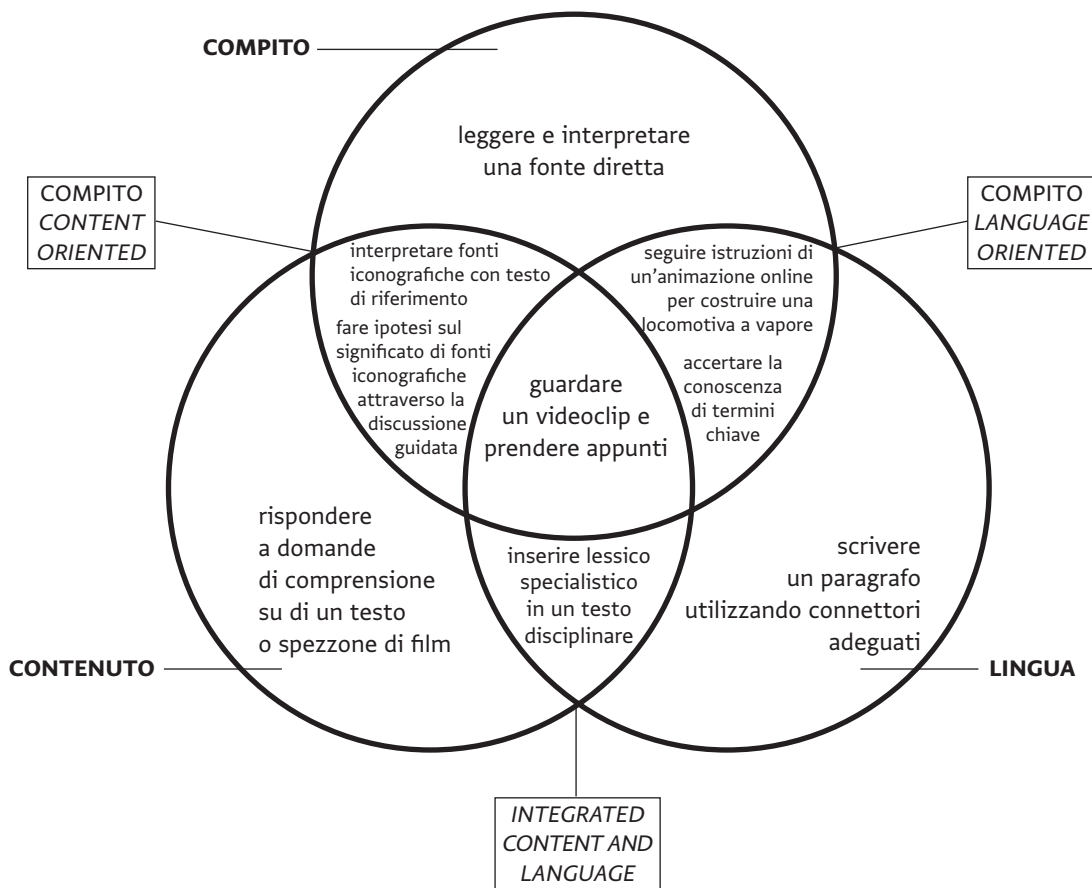 COMPITO
leggere e interpretare
una fonte diretta
COMPITO
CONTENT
ORIENTED
COMPITO
LANGUAGE
ORIENTED
interpretare fonti
iconografiche con testo
di riferimento
fare ipotesi sul
significato di fonti
iconografiche
attraverso la
discussione
guidata
seguire istruzioni di
un’animazione online
per costruire una
locomotiva a vapore
accertare la
conoscenza
di termini
chiave
guardare
un videoclip e
prendere appunti
rispondere
a domande
di comprensione
su di un testo
o spezzone di film
inserire lessico
specialistico
in un testo
disciplinare
scrivere
un paragrafo
utilizzando connettori
adeguati
CONTENUTO
LINGUA
INTEGRATED
CONTENT AND
LANGUAGE